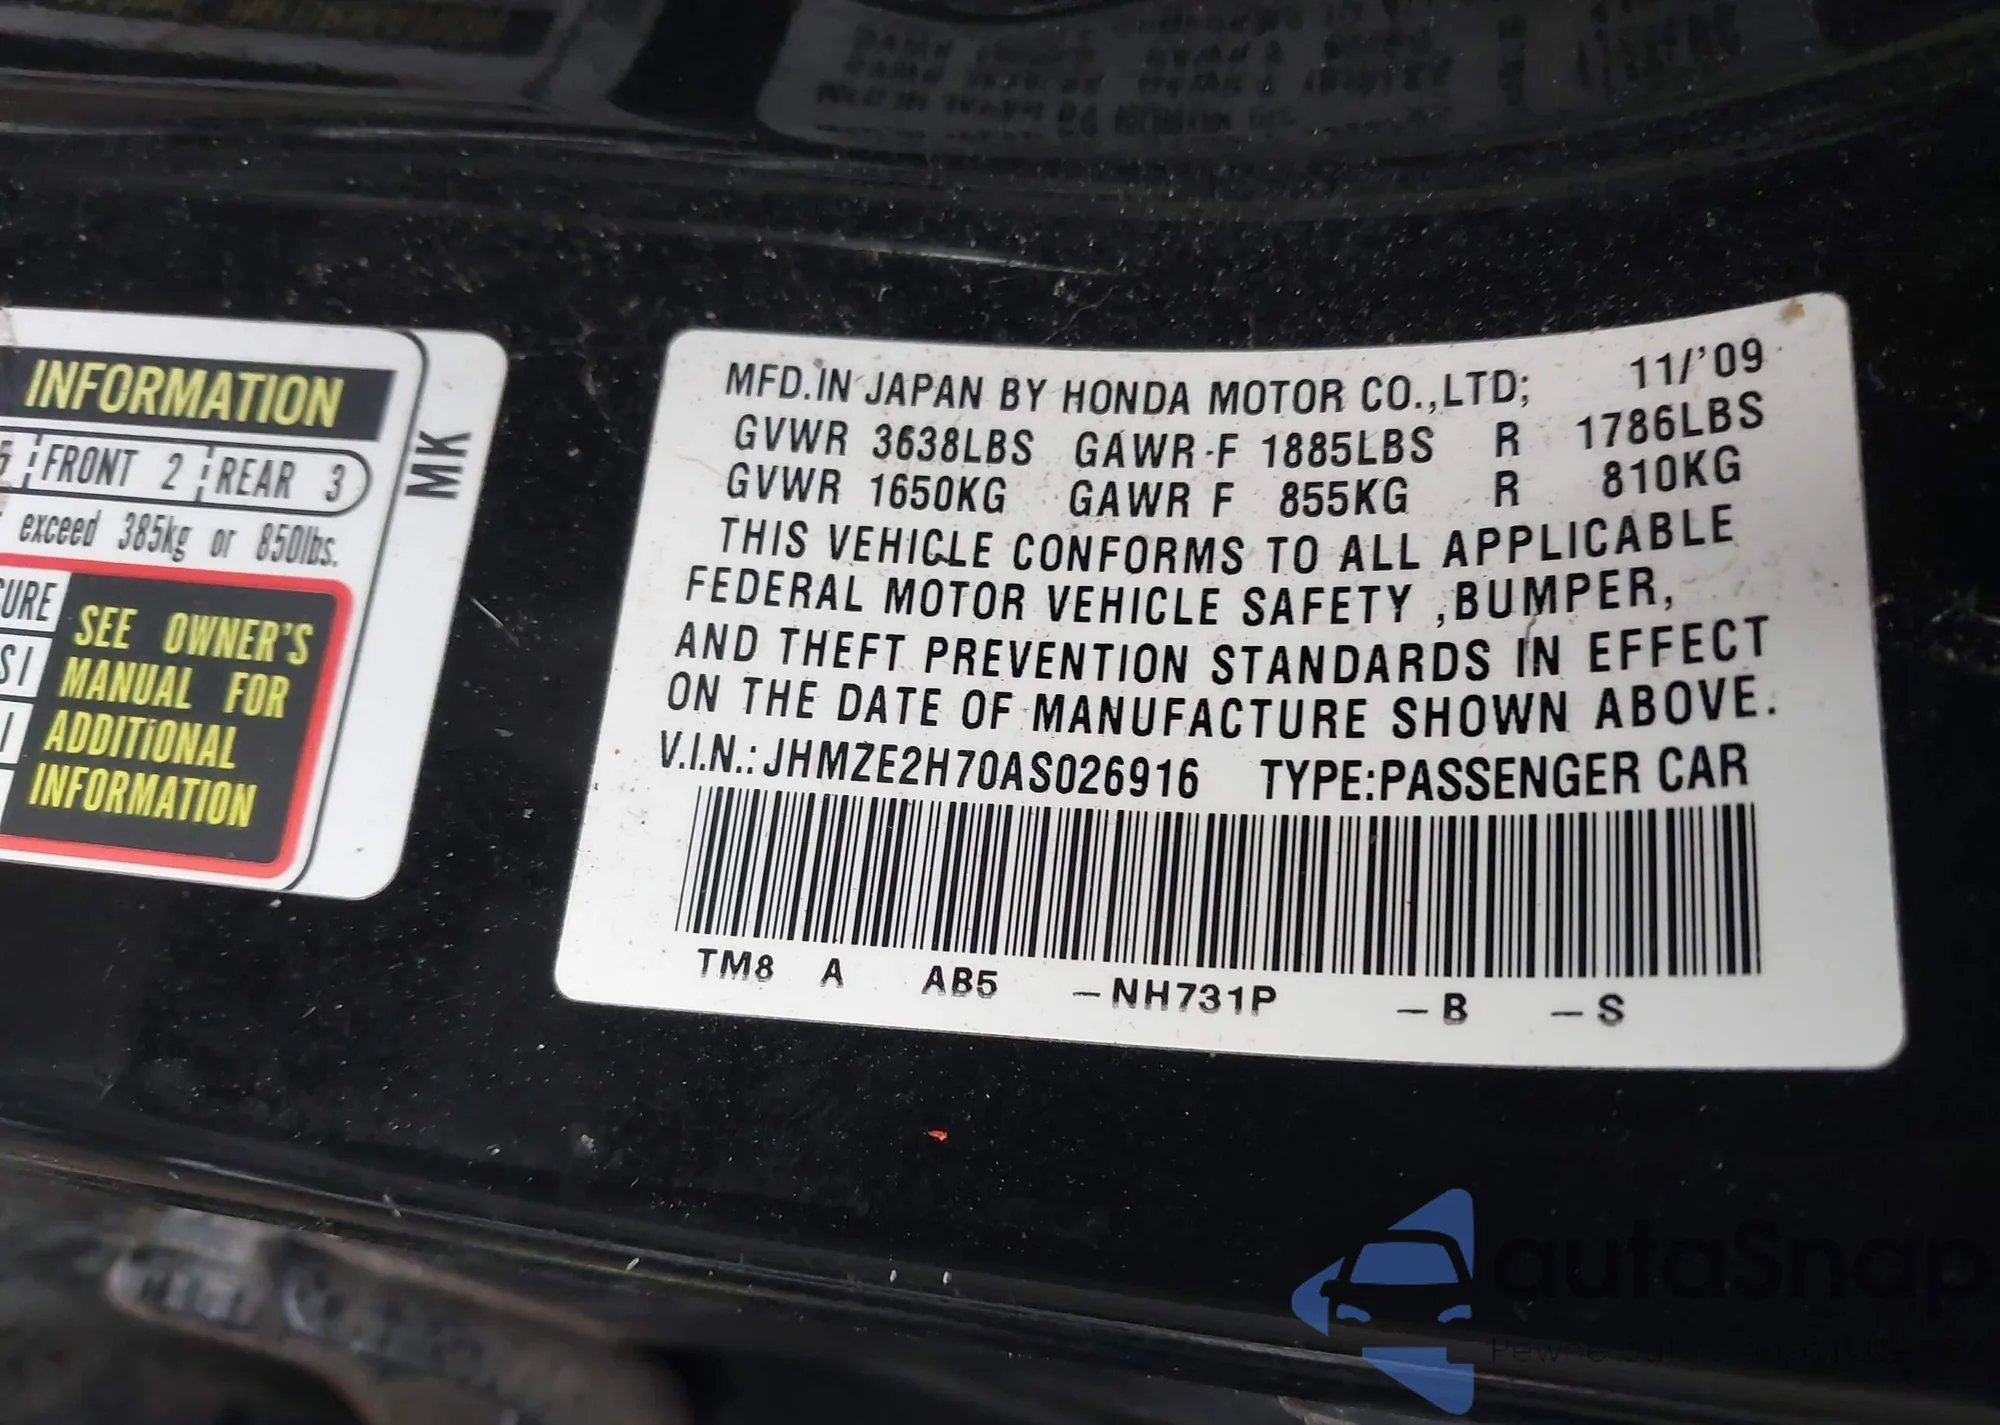 INFORMATION
FRONT 2 REAR 3
exceed 385kg or 850lbs.
SEE OWNER'S
MANUAL FOR
ADDITIONAL
INFORMATION
MK
MFD.IN JAPAN BY HONDA MOTOR CO.,LTD; 11/'09
GVWR 3638LBS GAWR-F 1885LBS R 1786LBS
GVWR 1650KG GAWR F 855KG R 810KG
THIS VEHICLE CONFORMS TO ALL APPLICABLE
FEDERAL MOTOR VEHICLE SAFETY ,BUMPER,
AND THEFT PREVENTION STANDARDS IN EFFECT
ON THE DATE OF MANUFACTURE SHOWN ABOVE.
V.I.N.: JHMZE2H70AS026916 TYPE:PASSENGER CAR
TM8 A AB5 –NH731P –B –S
autaSnap